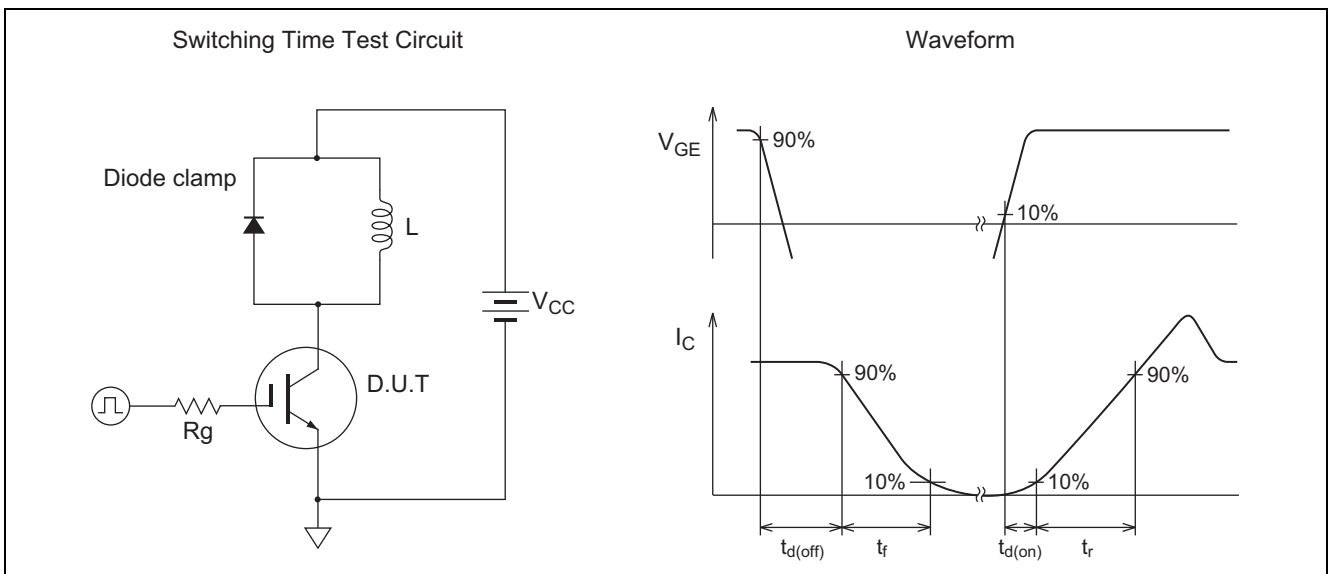 Switching Time Test Circuit
Diode clamp
L
V_CC
D.U.T
Rg
Waveform
V_GE
90%
10%
I_C
90%
90%
10%
10%
t_d(off)
t_f
t_d(on)
t_r